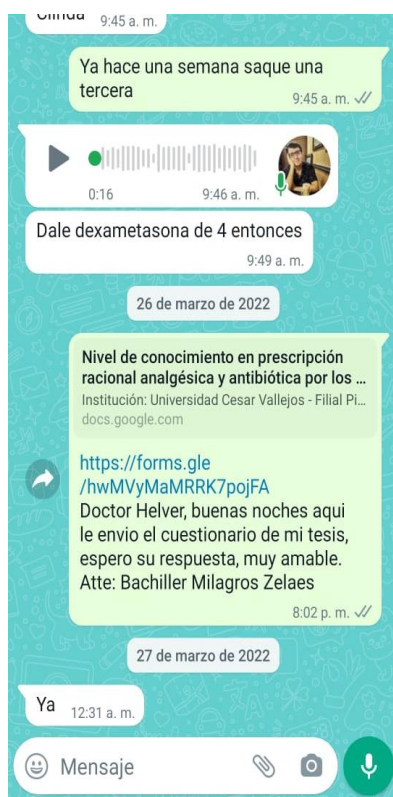 Clinda 9:45 a. m.
Ya hace una semana saque una
tercera
9:45 a. m.
0:16 9:46 a. m.
Dale dexametasona de 4 entonces
9:49 a. m.
26 de marzo de 2022
Nivel de conocimiento en prescripción
racional analgésica y antibiótica por los ...
Institución: Universidad Cesar Vallejos - Filial Pi...
docs.google.com
https://forms.gle
/hwMVyMaMRRK7pojFA
Doctor Helver, buenas noches aqui
le envio el cuestionario de mi tesis,
espero su respuesta, muy amable.
Atte: Bachiller Milagros Zelaes
8:02 p. m.
27 de marzo de 2022
Ya 12:31 a. m.
Mensaje